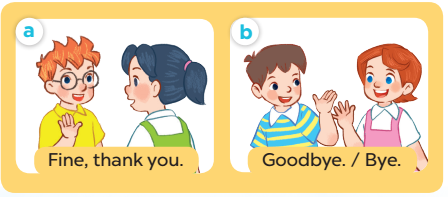 a
Fine, thank you.
b
Goodbye. / Bye.